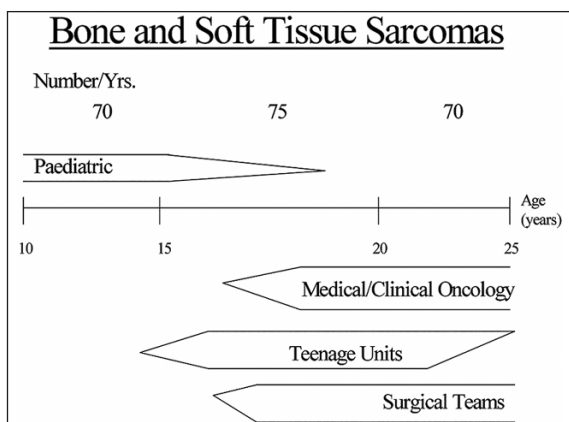 Bone and Soft Tissue Sarcomas
Number/Yrs.
70 75 70
Paediatric
Age
(years)
10 15 20 25
Medical/Clinical Oncology
Teenage Units
Surgical Teams